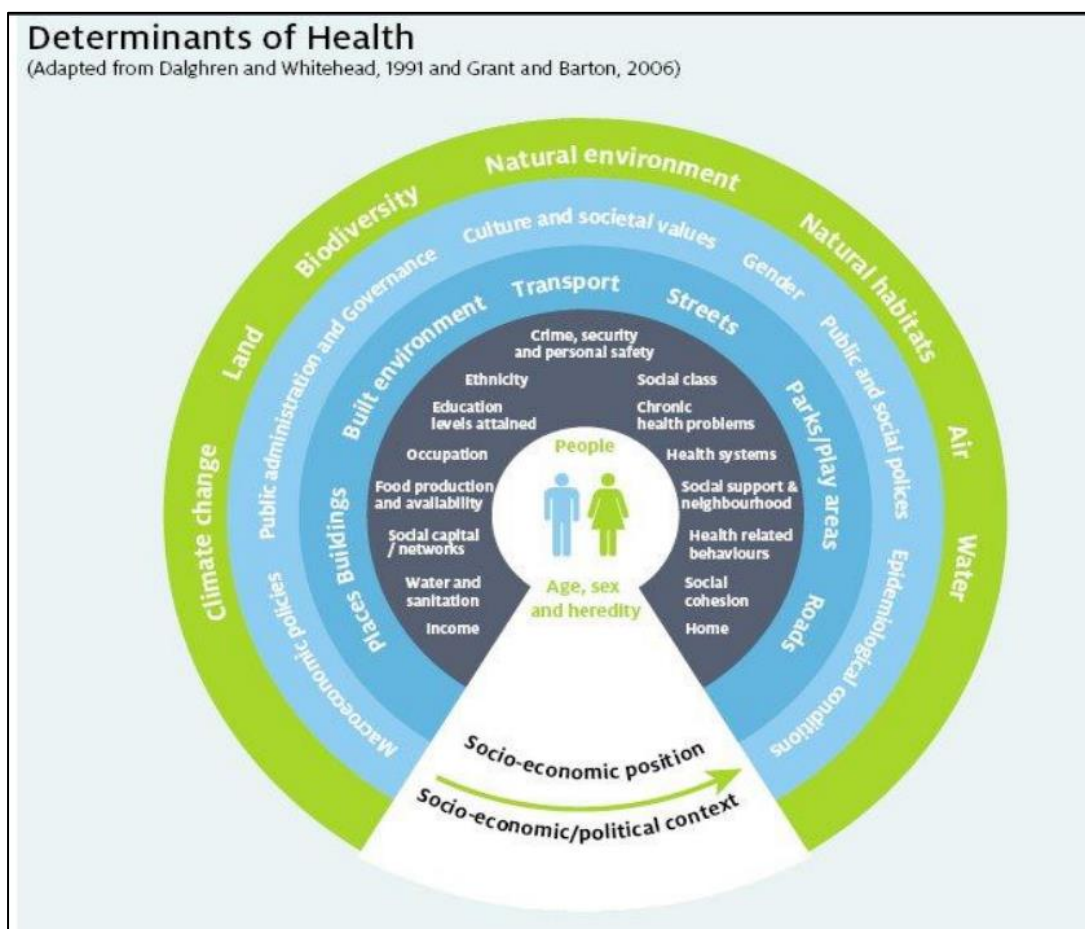 Determinants of Health
(Adapted from Dalghren and Whitehead, 1991 and Grant and Barton, 2006)
Climate change
Land
Biodiversity
Natural environment
Natural habitats
Air
Water
Macroeconomic policies
Public administration and Governance
Culture and societal values
Gender
Public and social polices
Epidemiological conditions
Places
Buildings
Built environment
Transport
Streets
Parks/Play areas
Roads
Crime, security
and personal safety
Ethnicity
Education
levels attained
Occupation
Food production
and availability
Social capital
/ networks
Water and
sanitation
Income
Social class
Chronic
health problems
Health systems
Social support &
neighbourhood
Health related
behaviours
Social
cohesion
Home
People
Age, sex
and heredity
Socio-economic position
Socio-economic/political context